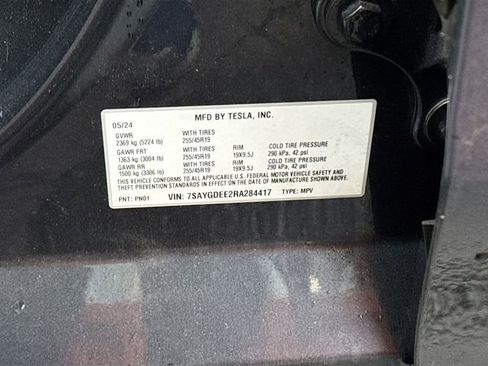 MFD BY TESLA, INC.
05/24
GVWR WITH TIRES
2369 kg (5224 lb) 255/45R19
GAWR FRT WITH TIRES RIM COLD TIRE PRESSURE
1363 kg (3004 lb) 255/45R19 19X9.5J 290 kPa, 42 psi
GAWR RR WITH TIRES RIM COLD TIRE PRESSURE
1500 kg (3306 lb) 255/45R19 19X9.5J 290 kPa, 42 psi
THIS VEHICLE CONFORMS TO ALL APPLICABLE U.S. FEDERAL MOTOR VEHICLE SAFETY AND
THEFT PREVENTION STANDARDS IN EFFECT ON THE DATE OF MANUFACTURE SHOWN ABOVE.
PNT: PN01 VIN: 7SAYGDEE2RA284417 TYPE: MPV